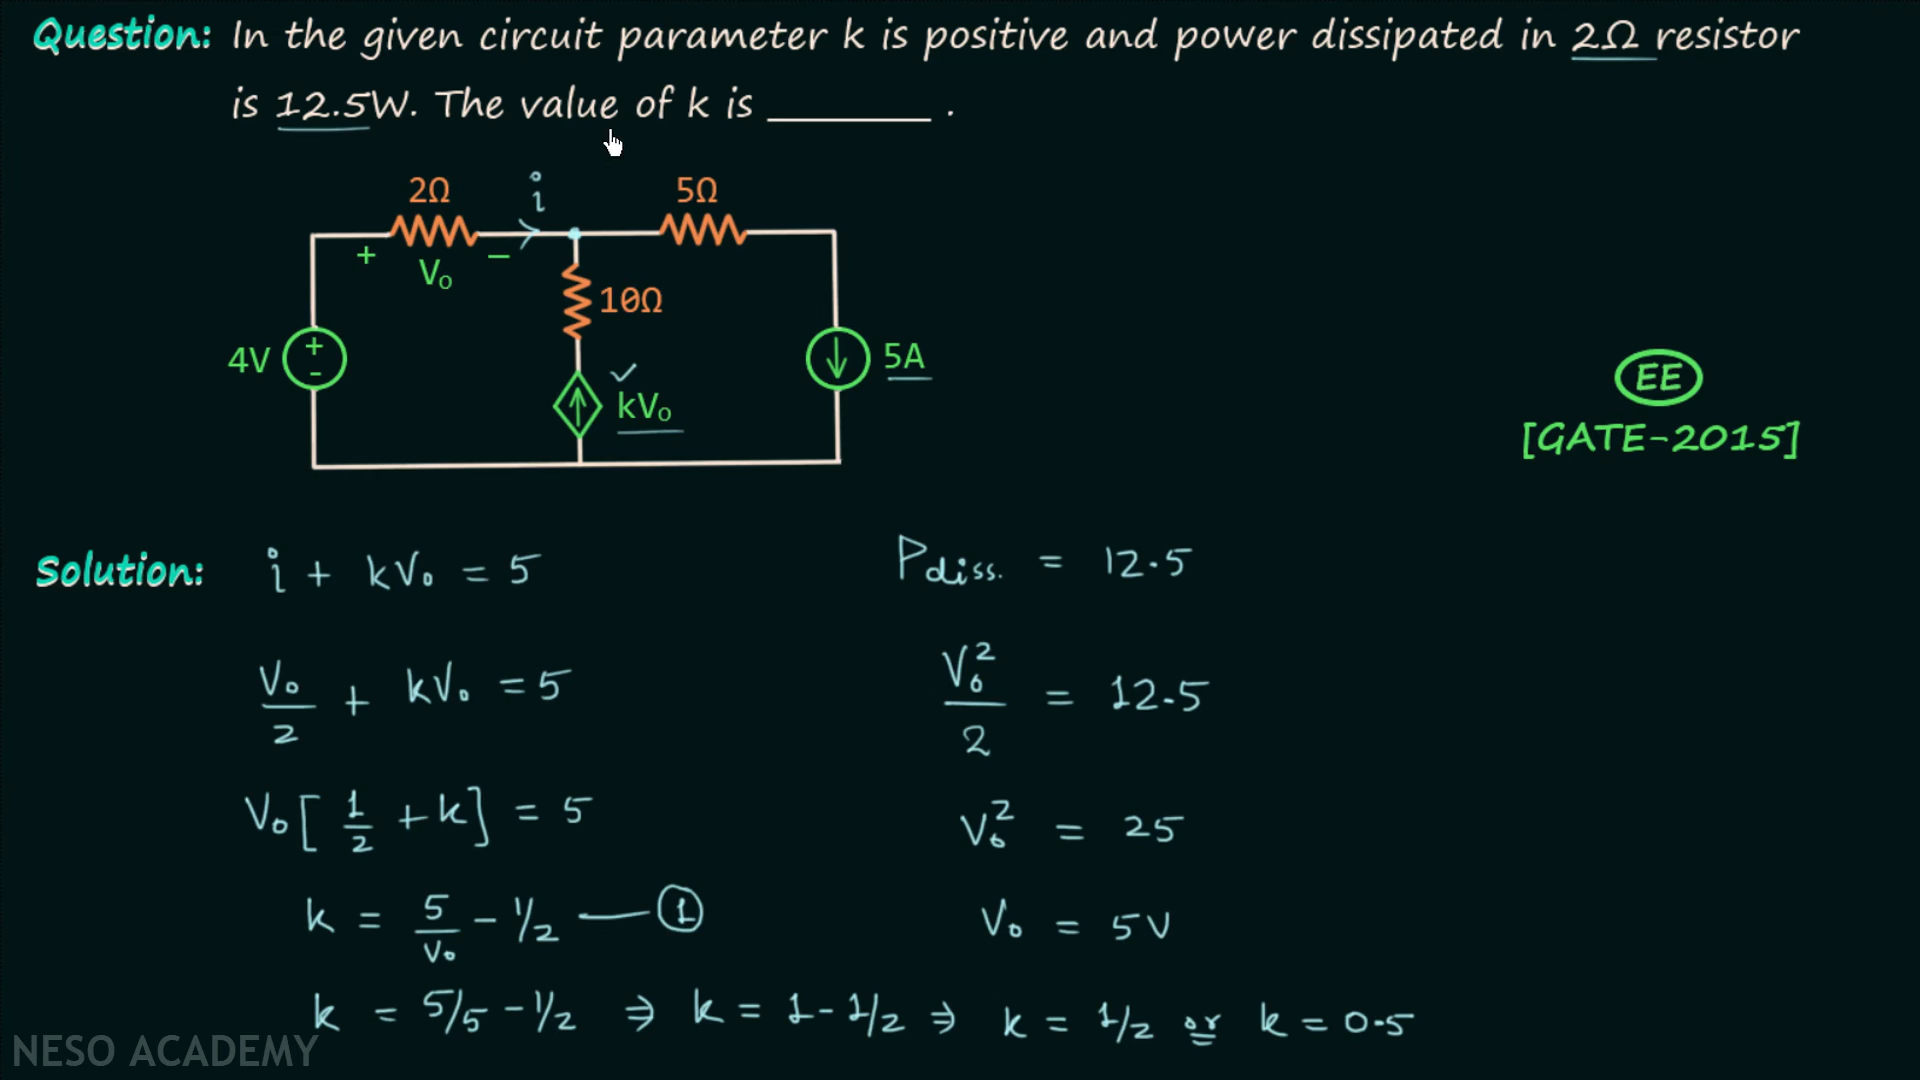 Question: In the given circuit parameter k is positive and power dissipated in 2Ω resistor
is 12.5W. The value of k is ________ .
2Ω
i
5Ω
+ V₀ −
10Ω
4V
+
-
kV₀
5A
EE
[GATE-2015]
Solution: i + kV₀ = 5
V₀/2 + kV₀ = 5
V₀[1/2 + k] = 5
k = 5/V₀ - 1/2 — ①
k = 5/5 - 1/2 ⇒ k = 1 - 1/2 ⇒ k = 1/2 or k = 0.5
Pdiss. = 12.5
V₀²/2 = 12.5
V₀² = 25
V₀ = 5V
NESO ACADEMY